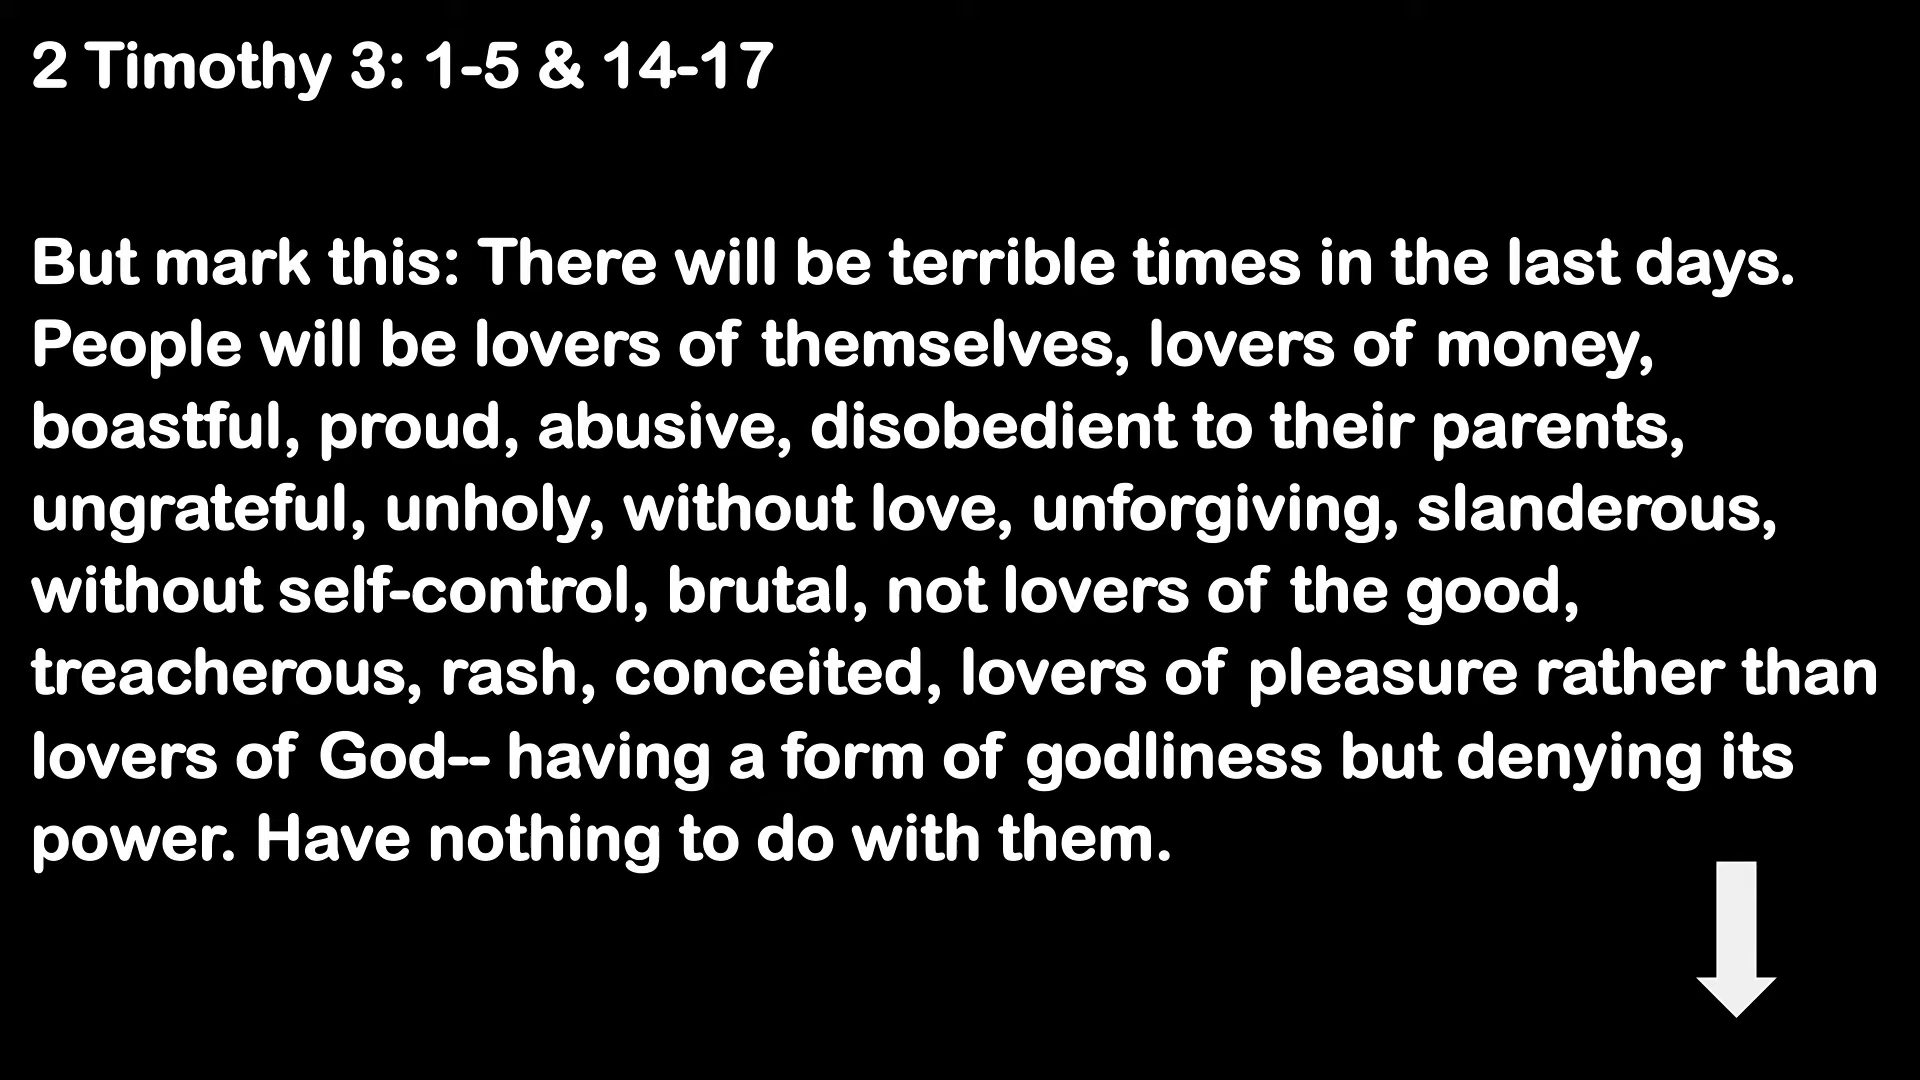 2 Timothy 3: 1-5 & 14-17
But mark this: There will be terrible times in the last days.
People will be lovers of themselves, lovers of money,
boastful, proud, abusive, disobedient to their parents,
ungrateful, unholy, without love, unforgiving, slanderous,
without self-control, brutal, not lovers of the good,
treacherous, rash, conceited, lovers of pleasure rather than
lovers of God-- having a form of godliness but denying its
power. Have nothing to do with them.